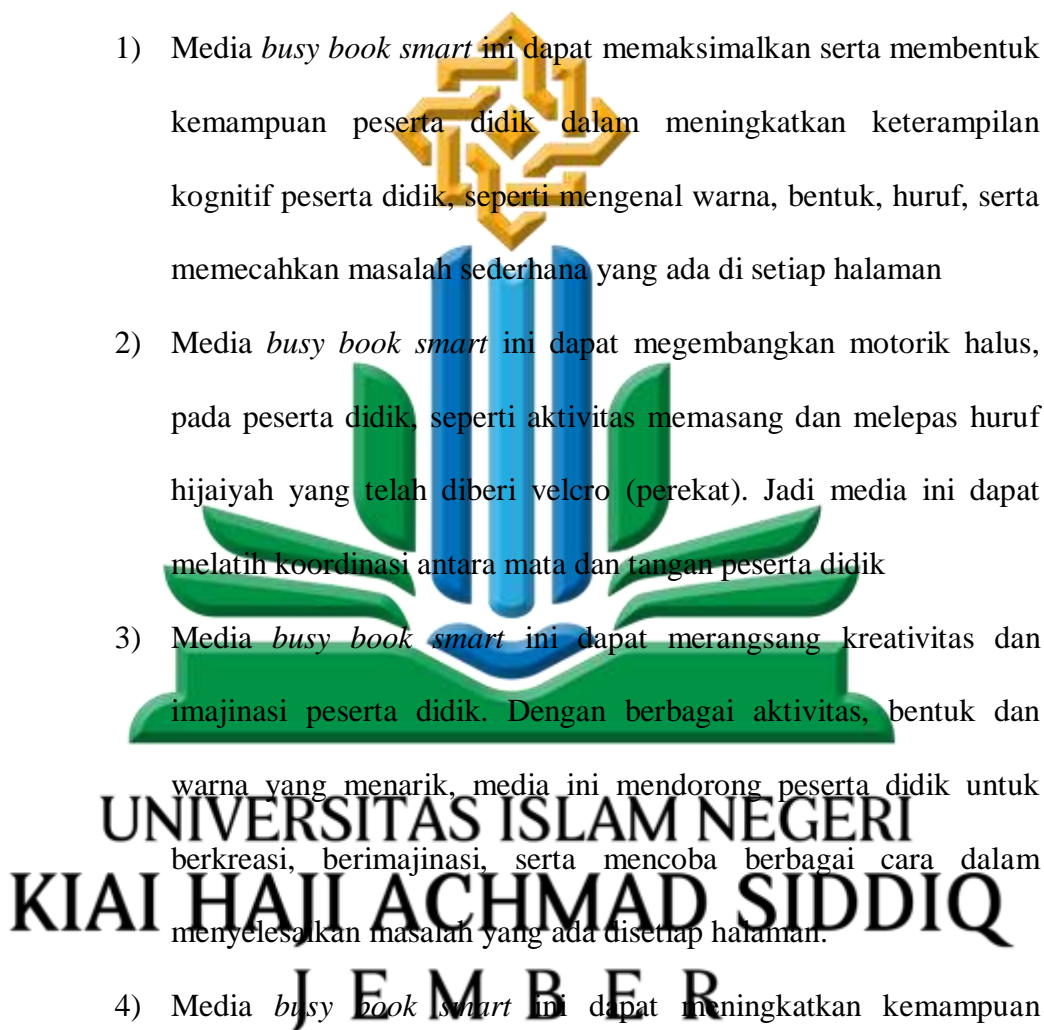 1) Media busy book smart ini dapat memaksimalkan serta membentuk
kemampuan peserta didik dalam meningkatkan keterampilan
kognitif peserta didik, seperti mengenal warna, bentuk, huruf, serta
memecahkan masalah sederhana yang ada di setiap halaman
2) Media busy book smart ini dapat megembangkan motorik halus,
pada peserta didik, seperti aktivitas memasang dan melepas huruf
hijaiyah yang telah diberi velcro (perekat). Jadi media ini dapat
melatih koordinasi antara mata dan tangan peserta didik
3) Media busy book smart ini dapat merangsang kreativitas dan
imajinasi peserta didik. Dengan berbagai aktivitas, bentuk dan
warna yang menarik, media ini mendorong peserta didik untuk
UNIVERSITAS ISLAM NEGERI
berkreasi, berimajinasi, serta mencoba berbagai cara dalam
KIAI HAJI ACHMAD SIDDIQ
menyelesaikan masalah yang ada disetiap halaman.
J E M B E R
4) Media busy book smart ini dapat meningkatkan kemampuan